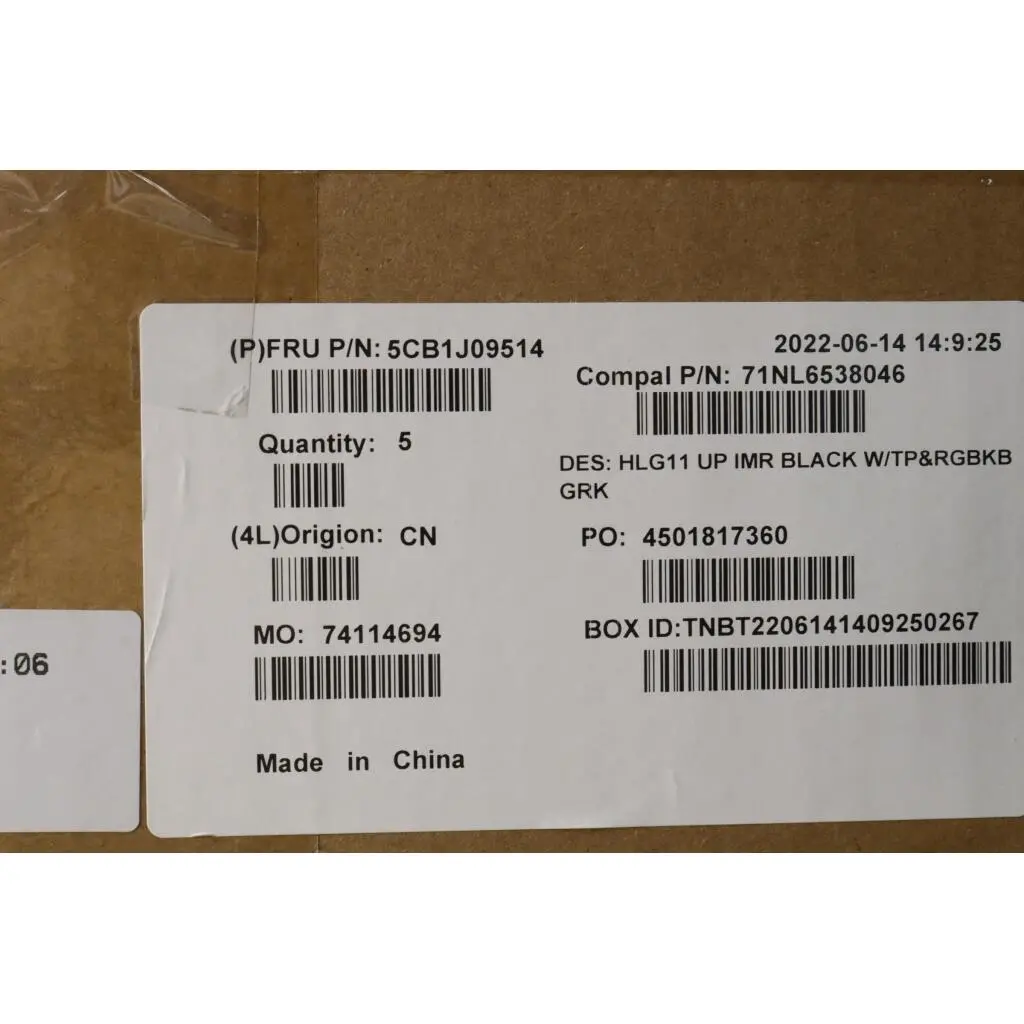 (P)FRU P/N: 5CB1J09514
2022-06-14 14:9:25
Compal P/N: 71NL6538046
Quantity: 5
DES: HLG11 UP IMR BLACK W/TP&RGBKB
GRK
(4L)Origion: CN
PO: 4501817360
MO: 74114694
BOX ID:TNBT2206141409250267
:06
Made in China